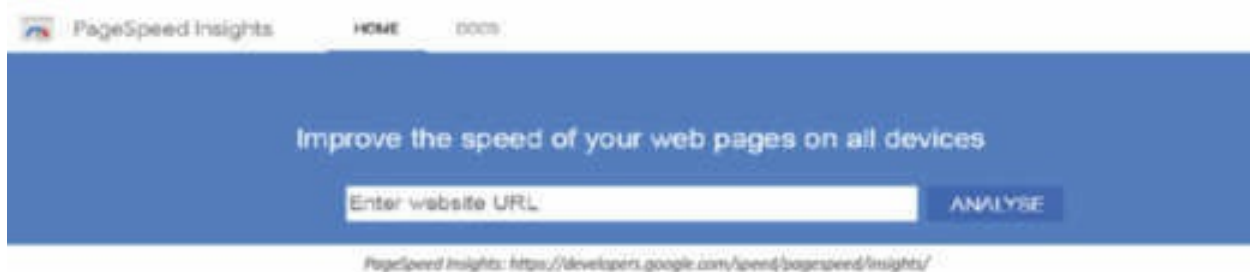 PageSpeed Insights HOME DOCS
Improve the speed of your web pages on all devices
Enter website URL ANALYSE
PageSpeed Insights: https://developers.google.com/speed/pagespeed/insights/